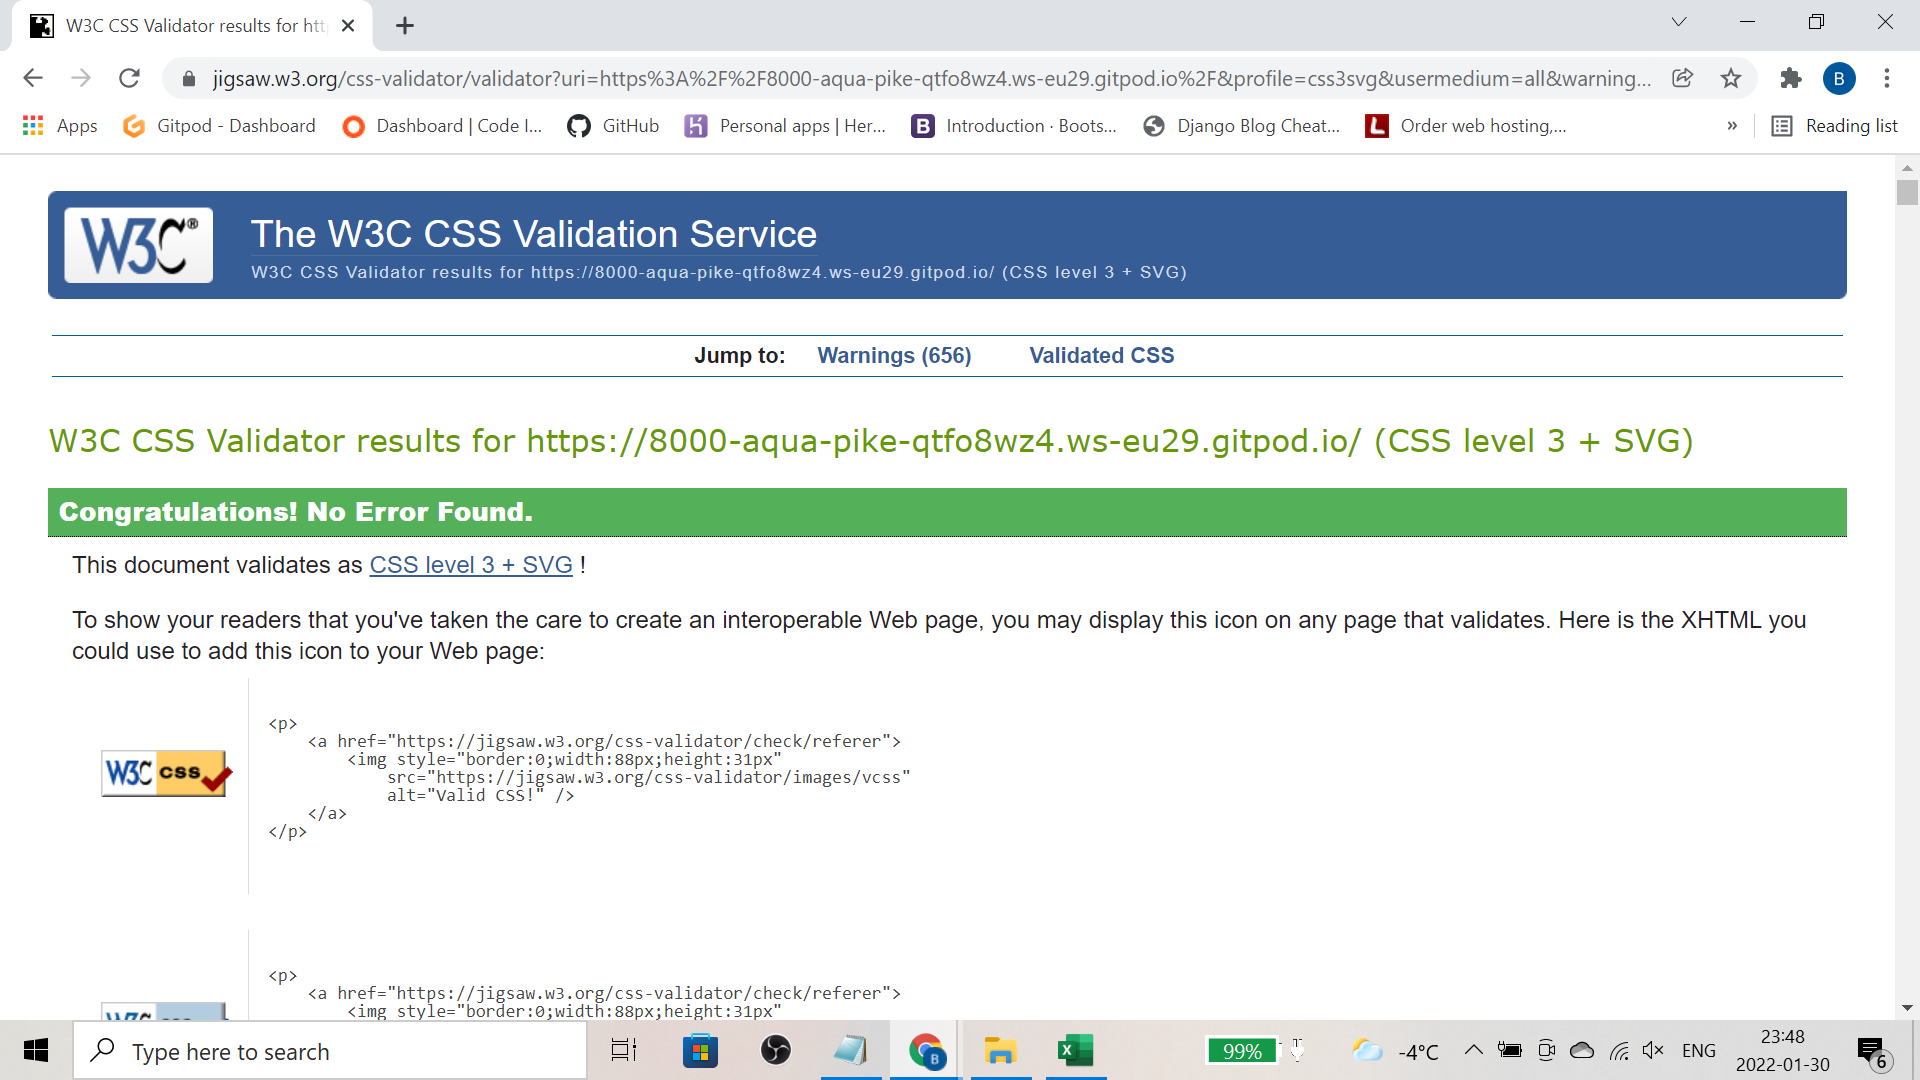 W3C CSS Validator results for htt
jigsaw.w3.org/css-validator/validator?uri=https%3A%2F%2F8000-aqua-pike-qtfo8wz4.ws-eu29.gitpod.io%2F&profile=css3svg&usermedium=all&warning...
B
Apps
Gitpod - Dashboard
Dashboard | Code I...
GitHub
Personal apps | Her...
B
Introduction · Boots...
Django Blog Cheat...
L
Order web hosting,...
»
Reading list
W3C®
The W3C CSS Validation Service
W3C CSS Validator results for https://8000-aqua-pike-qtfo8wz4.ws-eu29.gitpod.io/ (CSS level 3 + SVG)
Jump to: Warnings (656) Validated CSS
W3C CSS Validator results for https://8000-aqua-pike-qtfo8wz4.ws-eu29.gitpod.io/ (CSS level 3 + SVG)
Congratulations! No Error Found.
This document validates as CSS level 3 + SVG !
To show your readers that you've taken the care to create an interoperable Web page, you may display this icon on any page that validates. Here is the XHTML you
could use to add this icon to your Web page:
W3C css
<p>
<a href="https://jigsaw.w3.org/css-validator/check/referer">
<img style="border:0;width:88px;height:31px"
src="https://jigsaw.w3.org/css-validator/images/vcss"
alt="Valid CSS!" />
</a>
</p>
<p>
<a href="https://jigsaw.w3.org/css-validator/check/referer">
<img style="border:0;width:88px;height:31px"
Type here to search
B
X
99%
-4°C
ENG
23:48
2022-01-30
6